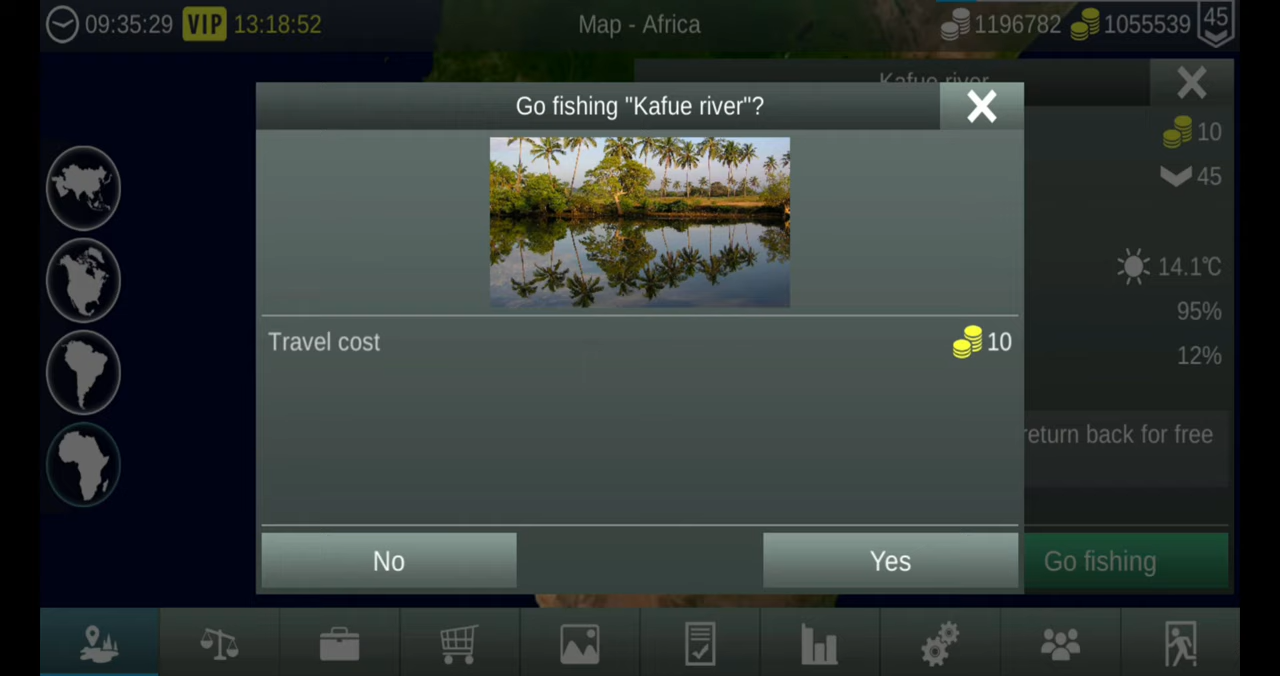 09:35:29 VIP 13:18:52 Map - Africa 1196782 1055539 45
Kafue river
Go fishing "Kafue river"?
10
45
14.1°C
95%
12%
Travel cost 10
return back for free
No Yes Go fishing